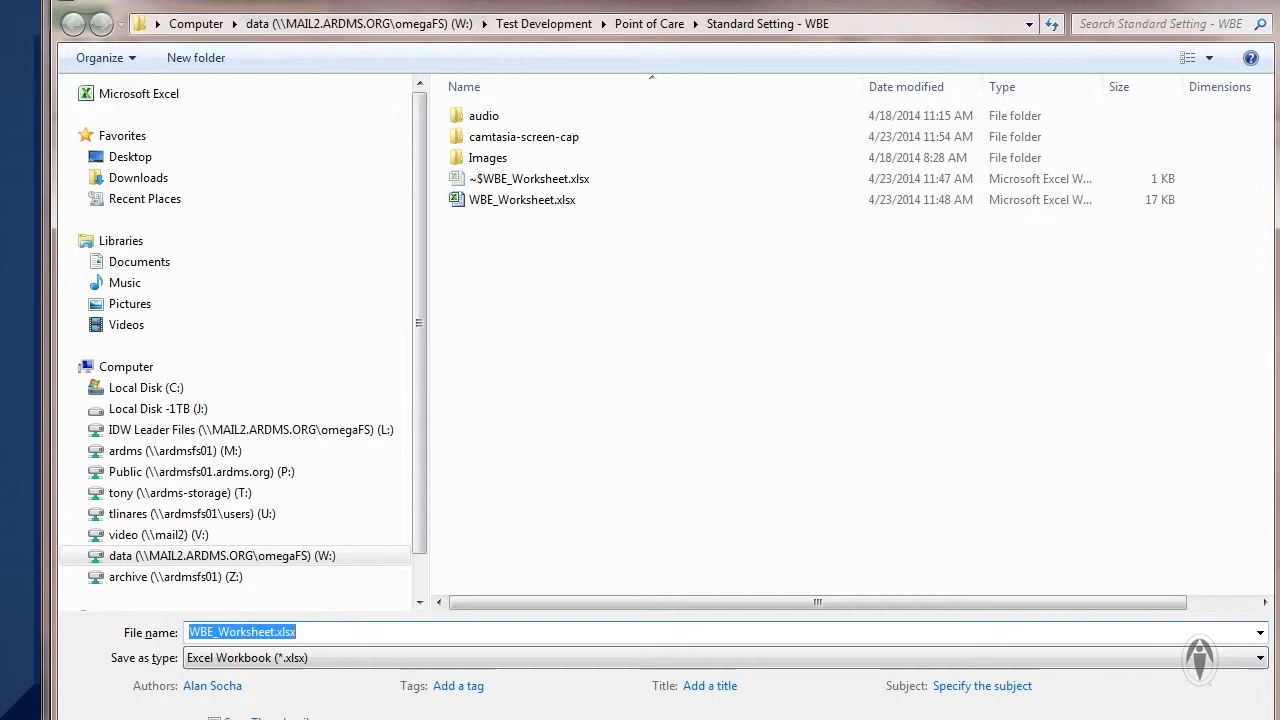 Computer data (\\MAIL2.ARDMS.ORG\omegaFS) (W:) Test Development Point of Care Standard Setting - WBE Search Standard Setting - WBE
Organize New folder
Name Date modified Type Size Dimensions
Microsoft Excel
Favorites
Desktop
Downloads
Recent Places
Libraries
Documents
Music
Pictures
Videos
Computer
Local Disk (C:)
Local Disk -1TB (J:)
IDW Leader Files (\\MAIL2.ARDMS.ORG\omegaFS) (L:)
ardms (\\ardmsfs01) (M:)
Public (\\ardmsfs01.ardms.org) (P:)
tony (\\ardms-storage) (T:)
tlinares (\\ardmsfs01\users) (U:)
video (\\mail2) (V:)
data (\\MAIL2.ARDMS.ORG\omegaFS) (W:)
archive (\\ardmsfs01) (Z:)
audio 4/18/2014 11:15 AM File folder
camtasia-screen-cap 4/23/2014 11:54 AM File folder
Images 4/18/2014 8:28 AM File folder
~$WBE_Worksheet.xlsx 4/23/2014 11:47 AM Microsoft Excel W... 1 KB
WBE_Worksheet.xlsx 4/23/2014 11:48 AM Microsoft Excel W... 17 KB
File name: WBE_Worksheet.xlsx
Save as type: Excel Workbook (*.xlsx)
Authors: Alan Socha Tags: Add a tag Title: Add a title Subject: Specify the subject